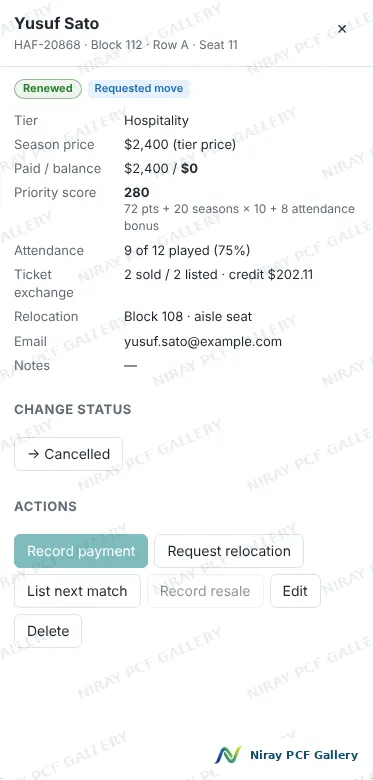 Yusuf Sato
×
HAF-20868 · Block 112 · Row A · Seat 11
Renewed Requested move
Tier Hospitality
Season price $2,400 (tier price)
Paid / balance $2,400 / $0
Priority score 280
72 pts + 20 seasons × 10 + 8 attendance
bonus
Attendance 9 of 12 played (75%)
Ticket 2 sold / 2 listed · credit $202.11
exchange
Relocation Block 108 · aisle seat
Email yusuf.sato@example.com
Notes —
CHANGE STATUS
→ Cancelled
ACTIONS
Record payment Request relocation
List next match Record resale Edit
Delete
Niray PCF Gallery
NIRAY PCF GALLERY